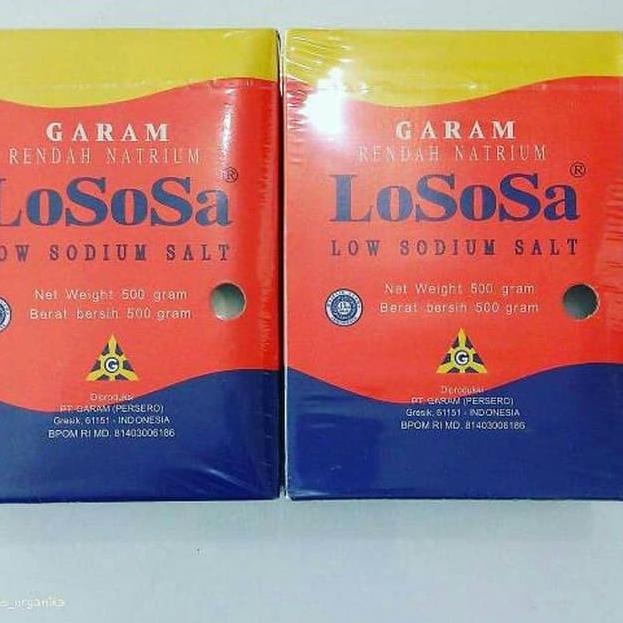 GARAM
RENDAH NATRIUM
LoSoSa®
OW SODIUM SALT
Net Weight 500 gram
Berat bersih 500 gram
G
Diproduksi
PT. GARAM (PERSERO)
Gresik, 61151 - INDONESIA
BPOM RI MD. 81403006186
GARAM
RENDAH NATRIUM
LoSoSa®
LOW SODIUM SALT
Net Weight 500 gram
Berat bersih 500 gram
G
Diproduksi
PT. GARAM (PERSERO)
Gresik, 61151 - INDONESIA
BPOM RI MD. 81403006186
s_organika